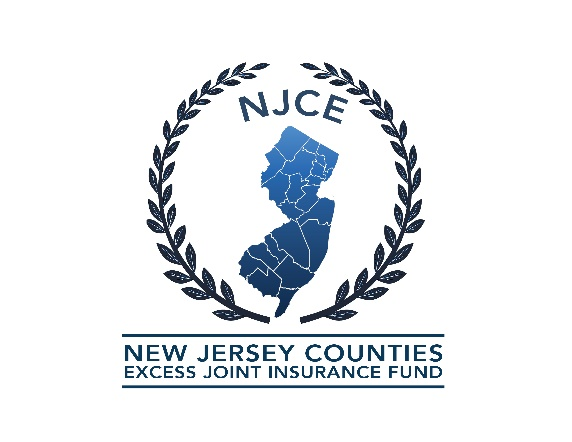 NJCE
NEW JERSEY COUNTIES
EXCESS JOINT INSURANCE FUND